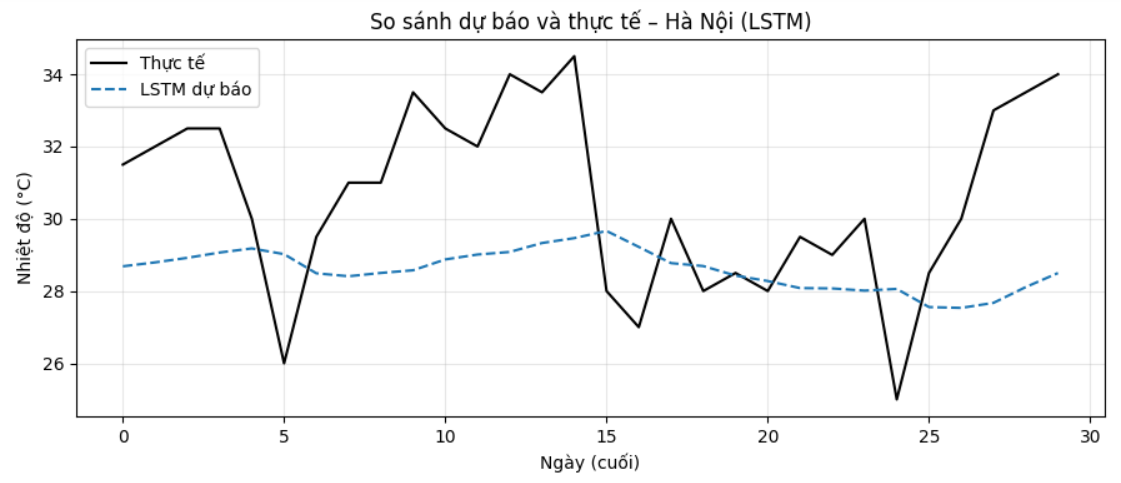 So sánh dự báo và thực tế – Hà Nội (LSTM)
Thực tế
LSTM dự báo
Nhiệt độ (°C)
34
32
30
28
26
0 5 10 15 20 25 30
Ngày (cuối)